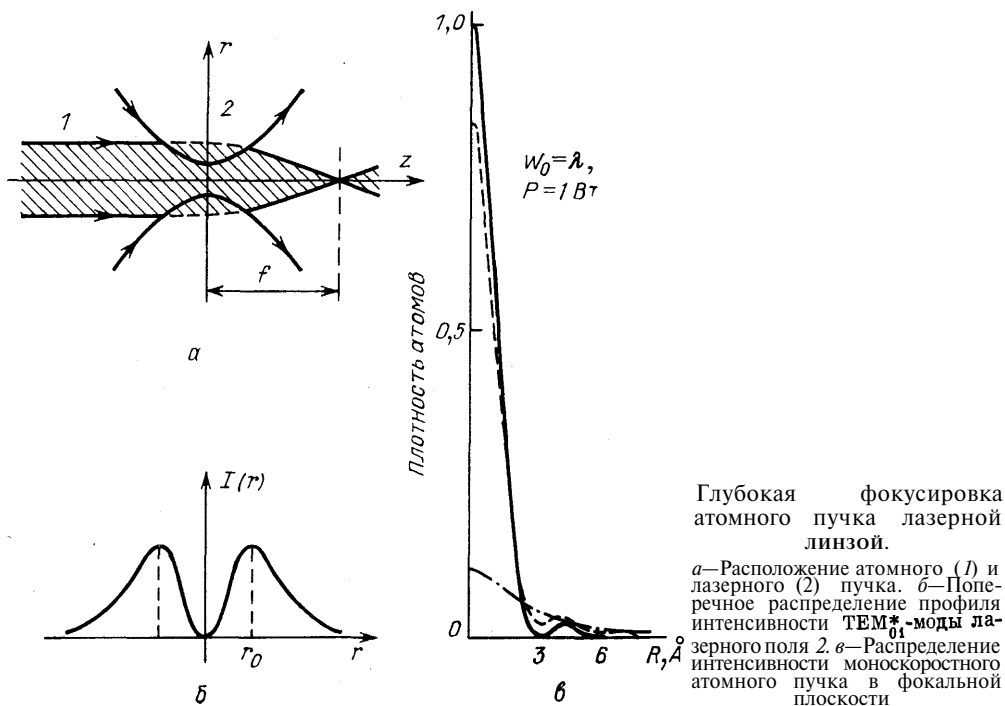 r
1
2
z
f
а
I(r)
r₀
r
б
1,0
W₀=λ,
P=1 Вт
Плотность атомов
0,5
0
3
6
R, Å
в
Глубокая фокусировка
атомного пучка лазерной
линзой.
а—Расположение атомного (1) и
лазерного (2) пучка. б—Попе-
речное распределение профиля
интенсивности TEM*₀₁-моды ла-
зерного поля 2. в—Распределение
интенсивности моноскоростного
атомного пучка в фокальной
плоскости